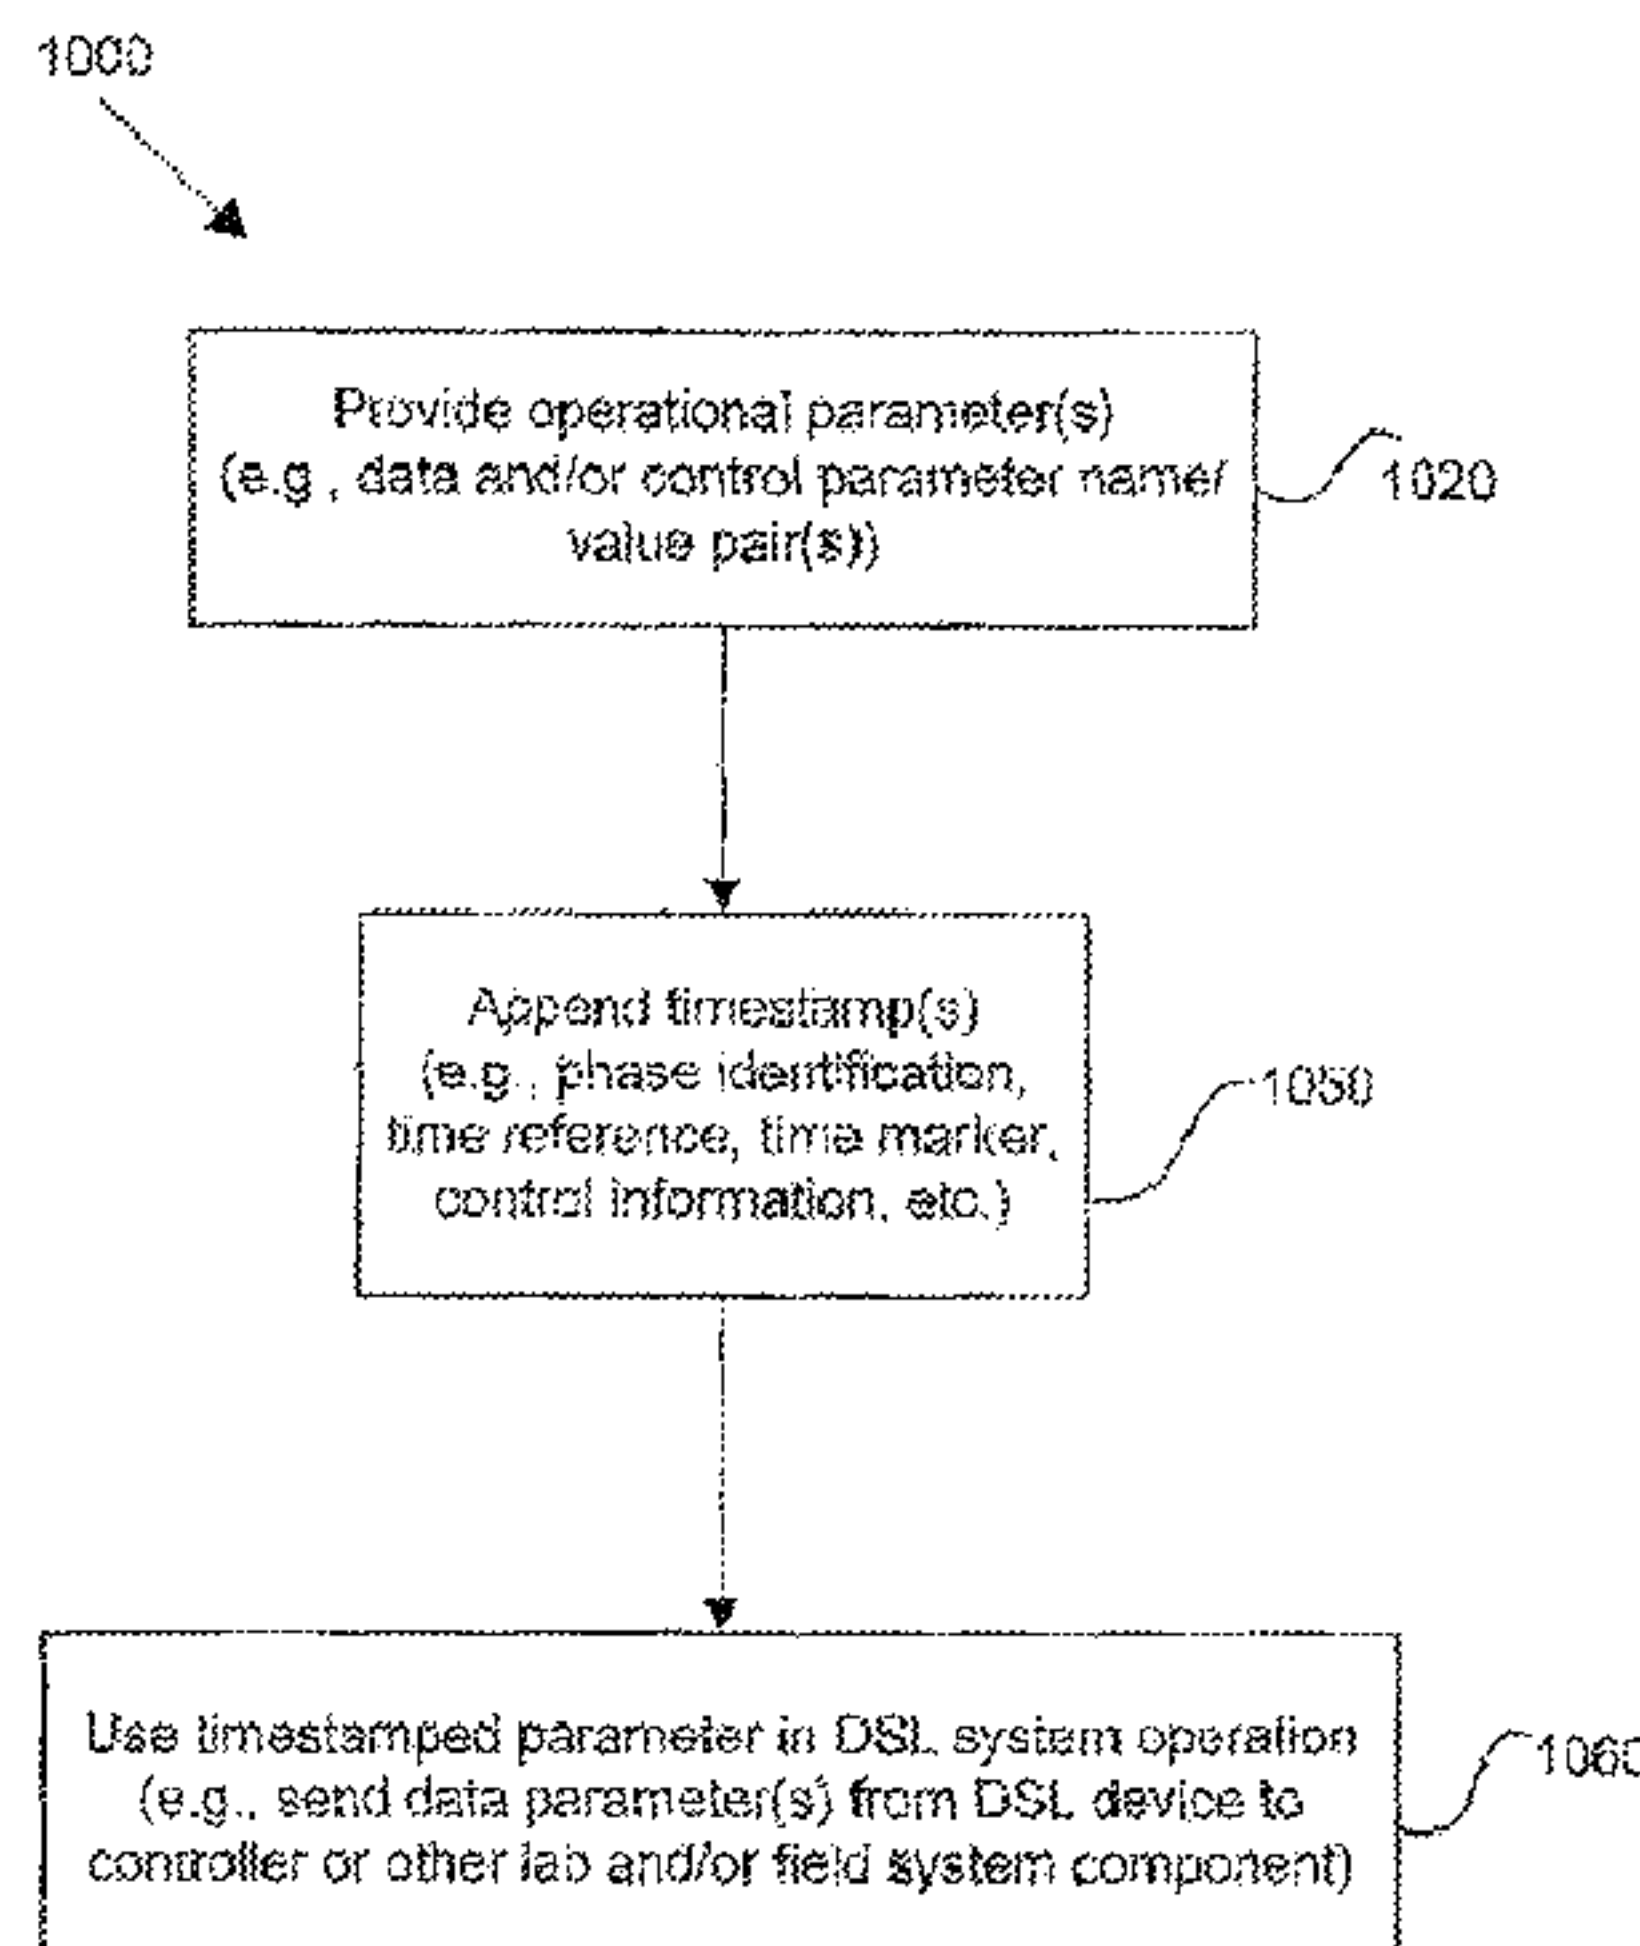 1000
Provide operational parameter(s)
(e.g., data and/or control parameter name/
value pair(s))
1020
Append timestamp(s)
(e.g., phase identification,
time reference, time marker,
control information, etc.)
1050
Use timestamped parameter in DSL system operation
(e.g., send data parameter(s) from DSL device to
controller or other lab and/or field system component)
1060